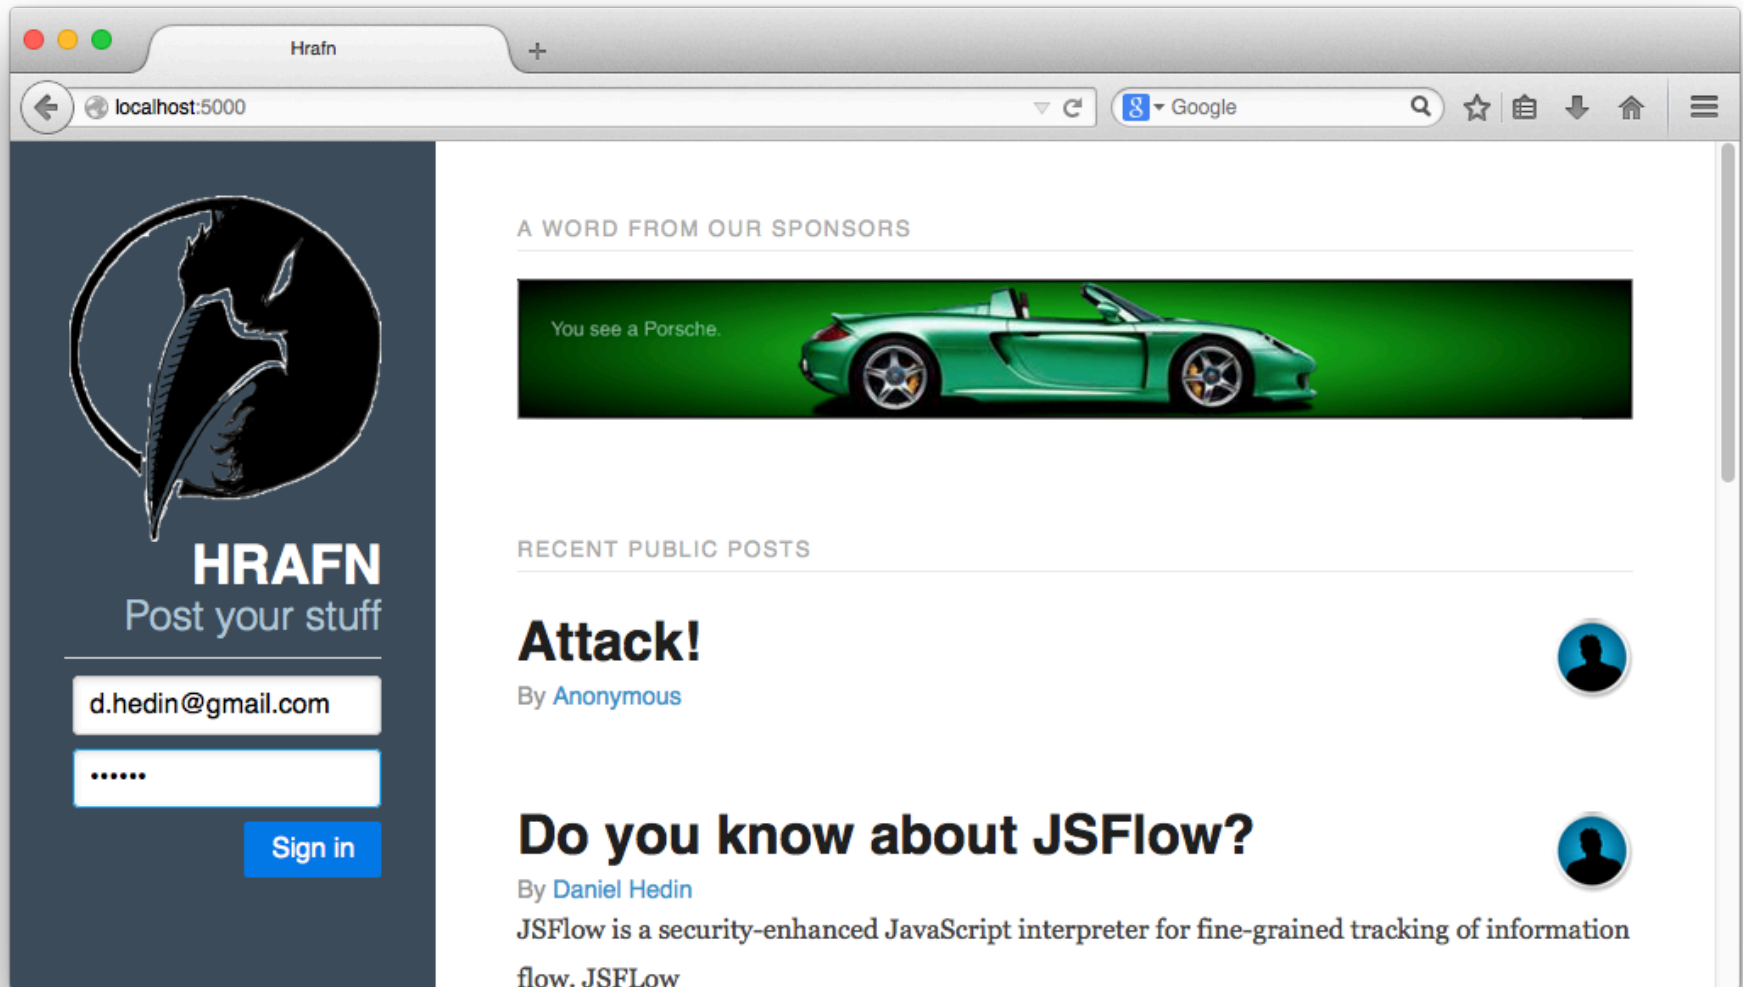 Hrafn
localhost:5000
Google
HRAFN
Post your stuff
d.hedin@gmail.com
••••••
Sign in
A WORD FROM OUR SPONSORS
You see a Porsche.
RECENT PUBLIC POSTS
Attack!
By Anonymous
Do you know about JSFlow?
By Daniel Hedin
JSFlow is a security-enhanced JavaScript interpreter for fine-grained tracking of information
flow. JSFLow